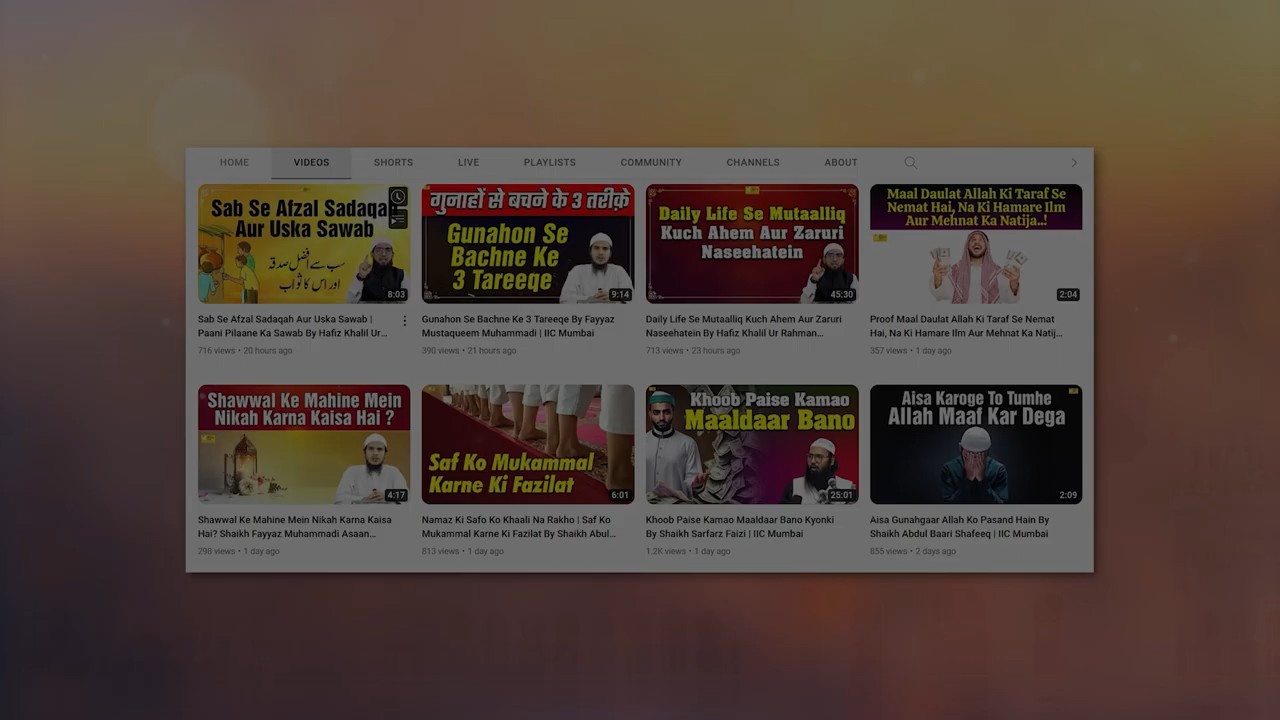 HOME
VIDEOS
SHORTS
LIVE
PLAYLISTS
COMMUNITY
CHANNELS
ABOUT
Sab Se Afzal Sadaqah
Aur Uska Sawab
سب سے افضل صدقہ
اور اس کا ثواب
8:03
Sab Se Afzal Sadaqah Aur Uska Sawab |
Paani Pilaane Ka Sawab By Hafiz Khalil Ur...
716 views • 20 hours ago
गुनाहों से बचने के 3 तरीक़े
Gunahon Se
Bachne Ke
3 Tareeqe
9:14
Gunahon Se Bachne Ke 3 Tareeqe By Fayyaz
Mustaqueem Muhammadi | IIC Mumbai
390 views • 21 hours ago
Daily Life Se Mutaalliq
Kuch Ahem Aur Zaruri
Naseehatein
45:30
Daily Life Se Mutaalliq Kuch Ahem Aur Zaruri
Naseehatein By Hafiz Khalil Ur Rahman...
713 views • 23 hours ago
Maal Daulat Allah Ki Taraf Se
Nemat Hai, Na Ki Hamare Ilm
Aur Mehnat Ka Natija..!
2:04
Proof Maal Daulat Allah Ki Taraf Se Nemat
Hai, Na Ki Hamare Ilm Aur Mehnat Ka Natij...
357 views • 1 day ago
Shawwal Ke Mahine Mein
Nikah Karna Kaisa Hai ?
4:17
Shawwal Ke Mahine Mein Nikah Karna Kaisa
Hai? Shaikh Fayyaz Muhammadi Asaan...
298 views • 1 day ago
Saf Ko Mukammal
Karne Ki Fazilat
6:01
Namaz Ki Safo Ko Khaali Na Rakho | Saf Ko
Mukammal Karne Ki Fazilat By Shaikh Abul...
813 views • 1 day ago
Khoob Paise Kamao
Maaldaar Bano
25:01
Khoob Paise Kamao Maaldaar Bano Kyonki
By Shaikh Sarfarz Faizi | IIC Mumbai
1.2K views • 1 day ago
Aisa Karoge To Tumhe
Allah Maaf Kar Dega
2:09
Aisa Gunahgaar Allah Ko Pasand Hain By
Shaikh Abdul Baari Shafeeq | IIC Mumbai
855 views • 2 days ago